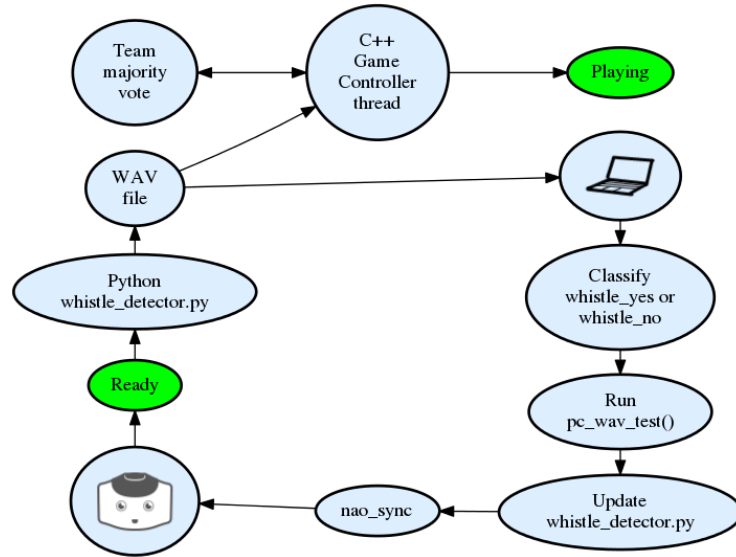 Team
majority
vote
C++
Game
Controller
thread
Playing
WAV
file
Python
whistle_detector.py
Classify
whistle_yes or
whistle_no
Ready
Run
pc_wav_test()
nao_sync
Update
whistle_detector.py